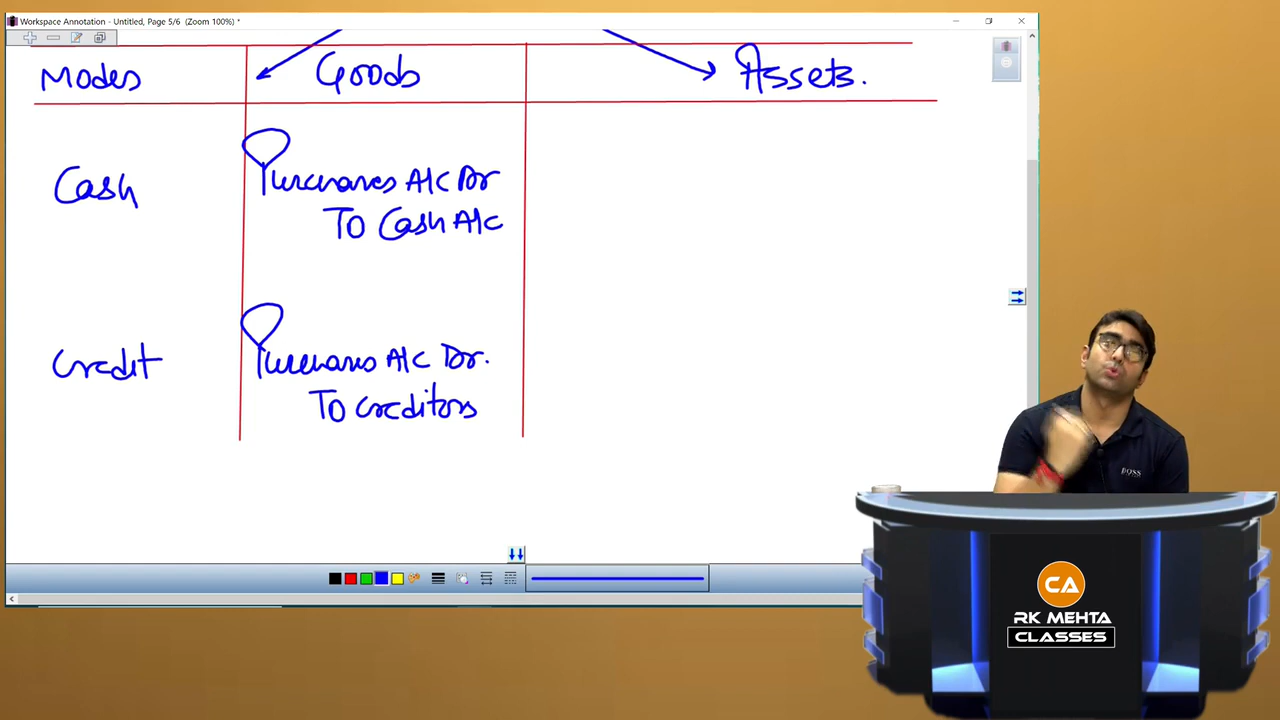 Workspace Annotation - Untitled, Page 5/6 (Zoom 100%) *
Modes Goods Assets.
Cash
Purchases A/c Dr
To Cash A/c
Credit
Purchases A/c Dr.
To Creditors
BOSS
CA
RK MEHTA
CLASSES